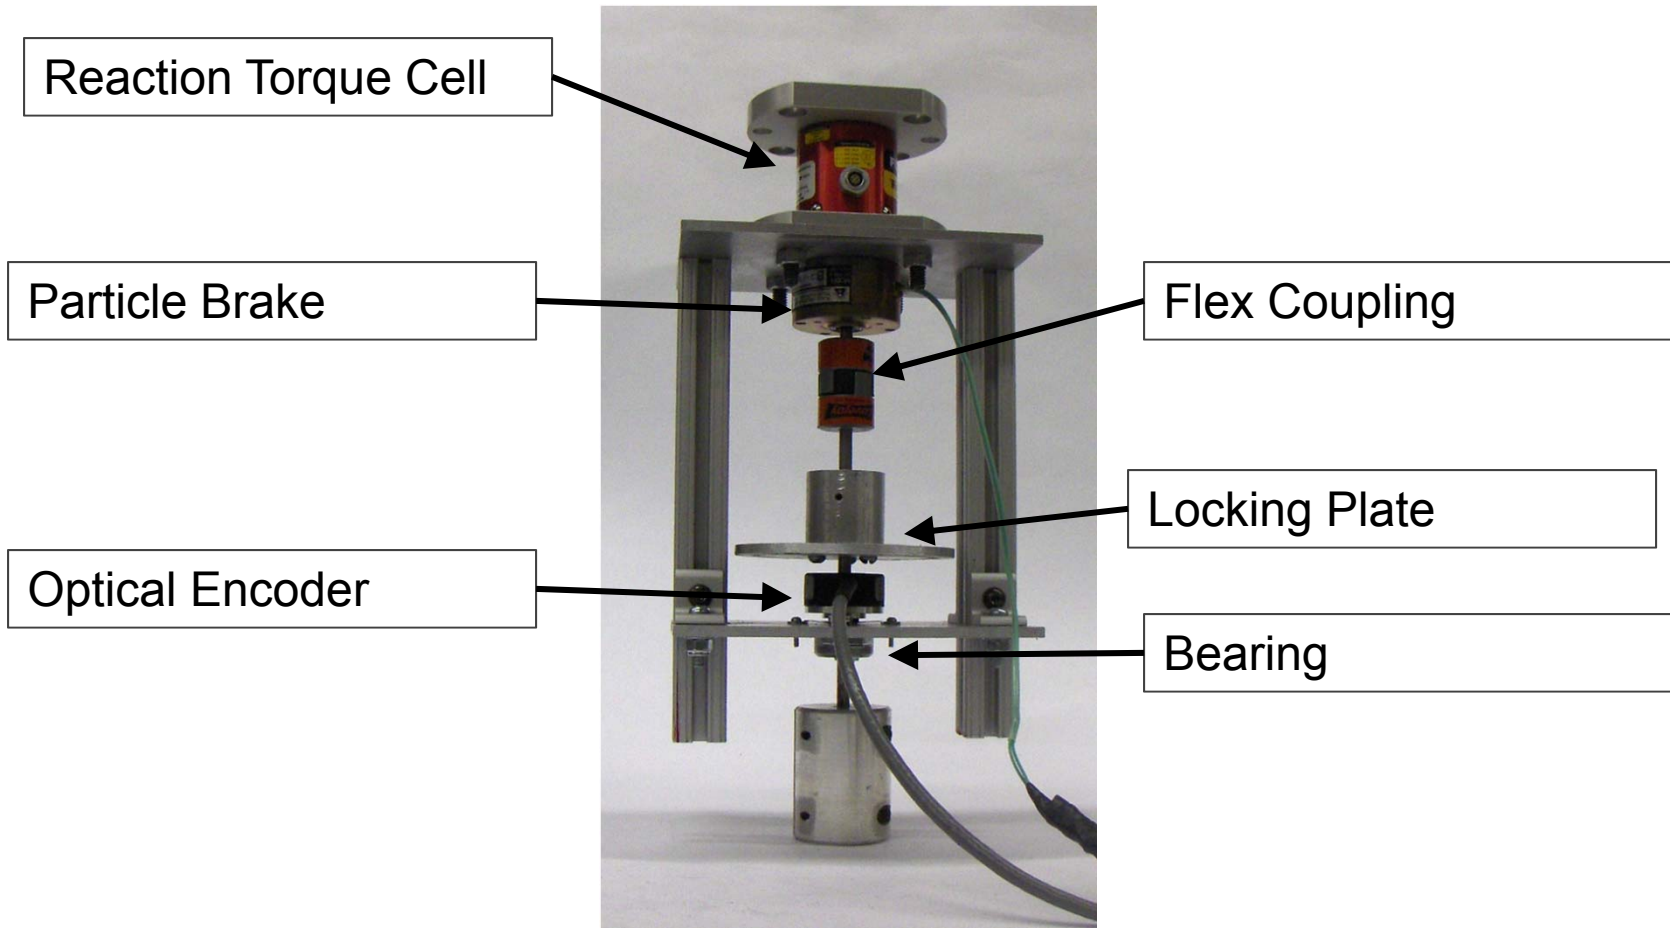 Reaction Torque Cell
Particle Brake
Flex Coupling
Locking Plate
Optical Encoder
Bearing